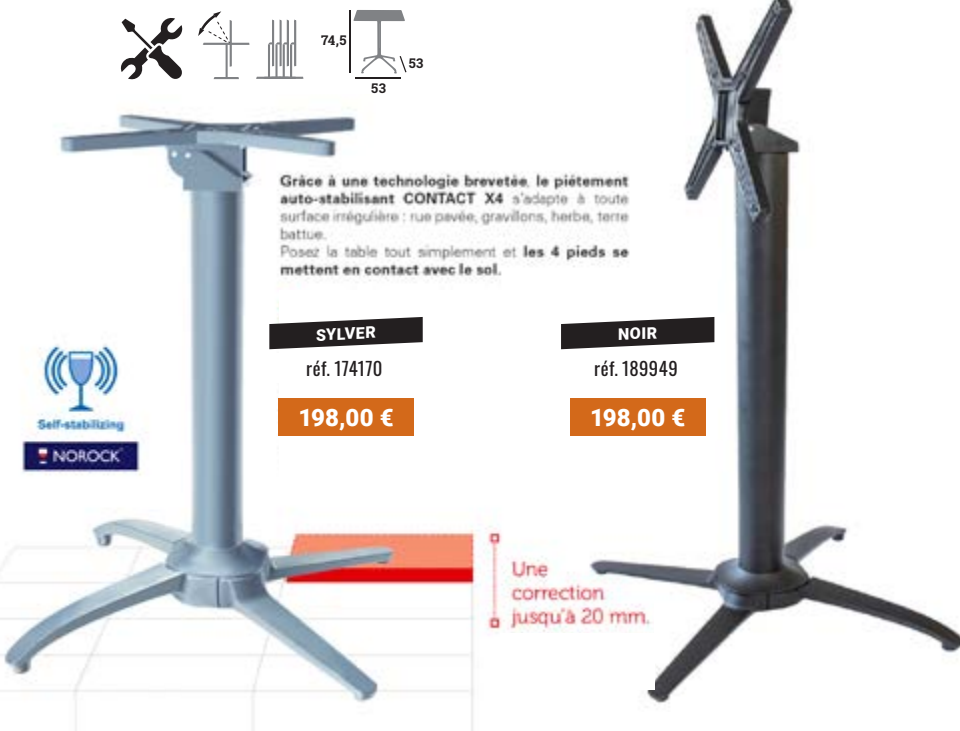 74,5
53
53
Grâce à une technologie brevetée, le piétement
auto-stabilisant CONTACT X4 s'adapte à toute
surface irrégulière : rue pavée, gravillons, herbe, terre
battue.
Posez la table tout simplement et les 4 pieds se
mettent en contact avec le sol.
SYLVER
NOIR
réf. 174170
réf. 189949
198,00 €
198,00 €
Self-stabilizing
NOROCK
Une
correction
jusqu'à 20 mm.